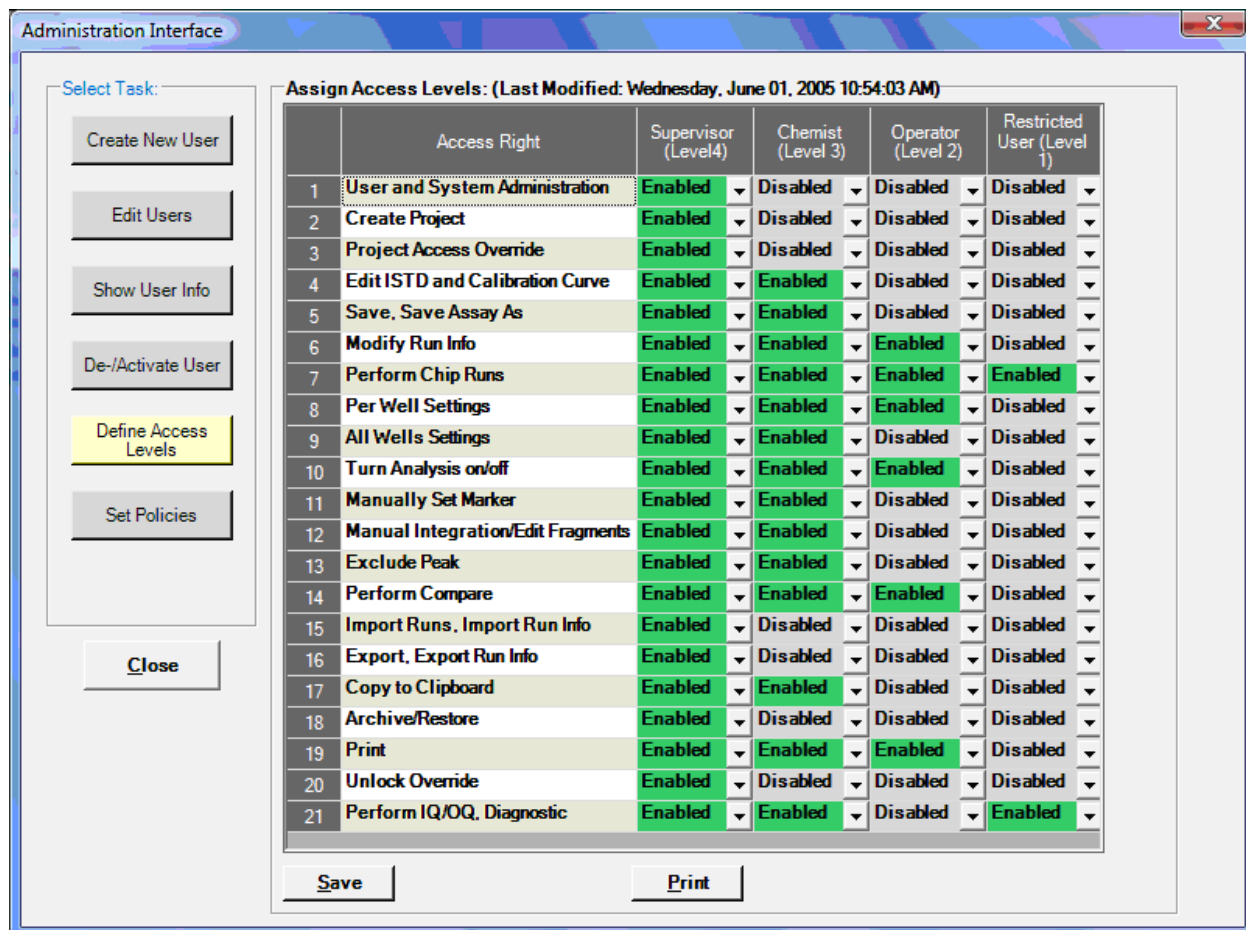 Administration Interface
X
Select Task:
Create New User
Edit Users
Show User Info
De-/Activate User
Define Access
Levels
Set Policies
Close
Assign Access Levels: (Last Modified: Wednesday, June 01, 2005 10:54:03 AM)
Access Right Supervisor (Level4) Chemist (Level 3) Operator (Level 2) Restricted User (Level 1)
1 User and System Administration Enabled Disabled Disabled Disabled
2 Create Project Enabled Disabled Disabled Disabled
3 Project Access Override Enabled Disabled Disabled Disabled
4 Edit ISTD and Calibration Curve Enabled Enabled Disabled Disabled
5 Save, Save Assay As Enabled Enabled Disabled Disabled
6 Modify Run Info Enabled Enabled Enabled Disabled
7 Perform Chip Runs Enabled Enabled Enabled Enabled
8 Per Well Settings Enabled Enabled Enabled Disabled
9 All Wells Settings Enabled Enabled Disabled Disabled
10 Turn Analysis on/off Enabled Enabled Enabled Disabled
11 Manually Set Marker Enabled Enabled Disabled Disabled
12 Manual Integration/Edit Fragments Enabled Enabled Disabled Disabled
13 Exclude Peak Enabled Enabled Disabled Disabled
14 Perform Compare Enabled Enabled Enabled Disabled
15 Import Runs, Import Run Info Enabled Disabled Disabled Disabled
16 Export, Export Run Info Enabled Disabled Disabled Disabled
17 Copy to Clipboard Enabled Enabled Disabled Disabled
18 Archive/Restore Enabled Disabled Disabled Disabled
19 Print Enabled Enabled Enabled Disabled
20 Unlock Override Enabled Disabled Disabled Disabled
21 Perform IQ/OQ, Diagnostic Enabled Enabled Disabled Enabled
Save Print